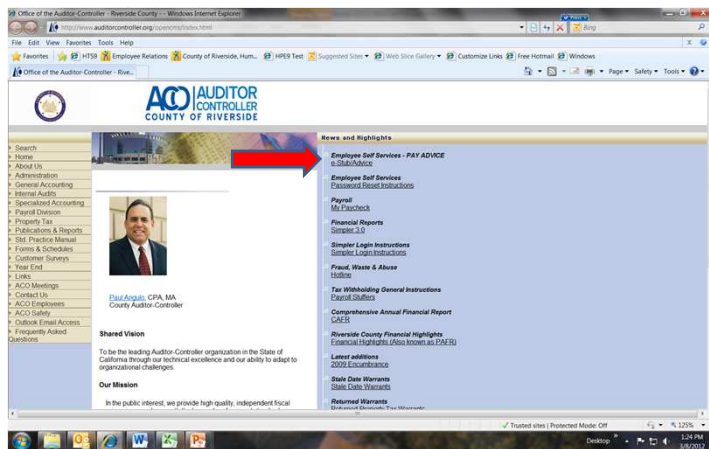 Office of the Auditor-Controller - Riverside County - Windows Internet Explorer
http://www.auditorcontroller.org/opencms/index.html
Bing
File Edit View Favorites Tools Help
Favorites HTS9 Employee Relations County of Riverside, Hum... HPE9 Test Suggested Sites Web Slice Gallery Customize Links Free Hotmail Windows
Office of the Auditor-Controller - Rive...
Page Safety Tools
ACO AUDITOR
CONTROLLER
COUNTY OF RIVERSIDE
Search
Home
About Us
Administration
General Accounting
Internal Audits
Specialized Accounting
Payroll Division
Property Tax
Publications & Reports
Std. Practice Manual
Forms & Schedules
Customer Surveys
Year End
Links
ACO Meetings
Contact Us
ACO Employees
ACO Safety
Outlook Email Access
Frequently Asked
Questions
Paul Angulo, CPA, MA
County Auditor-Controller
Shared Vision
To be the leading Auditor-Controller organization in the State of
California through our technical excellence and our ability to adapt to
organizational challenges.
Our Mission
In the public interest, we provide high quality, independent fiscal
News and Highlights
Employee Self Services - PAY ADVICE
e-Stub/Advice
Employee Self Services
Password Reset Instructions
Payroll
My Paycheck
Financial Reports
Simpler 3.0
Simpler Login Instructions
Simpler Login Instructions
Fraud, Waste & Abuse
Hotline
Tax Withholding General Instructions
Payroll Stuffers
Comprehensive Annual Financial Report
CAFR
Riverside County Financial Highlights
Financial Highlights (Also known as PAFR)
Latest additions
2009 Encumbrance
Stale Date Warrants
Stale Date Warrants
Returned Warrants
Returned Property Tax Warrants
Trusted sites | Protected Mode: Off
125%
Desktop
1:24 PM
3/8/2012